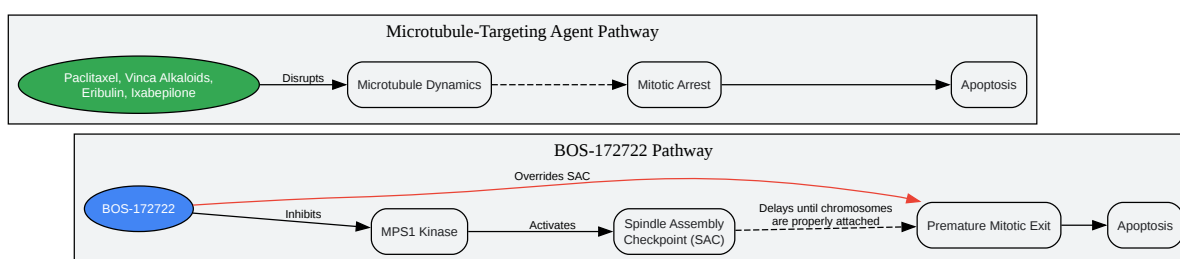 Microtubule-Targeting Agent Pathway
Paclitaxel, Vinca Alkaloids,
Eribulin, Ixabepilone
Disrupts
Microtubule Dynamics
Mitotic Arrest
Apoptosis
BOS-172722 Pathway
Overrides SAC
BOS-172722
Inhibits
MPS1 Kinase
Activates
Spindle Assembly
Checkpoint (SAC)
Delays until chromosomes
are properly attached
Premature Mitotic Exit
Apoptosis